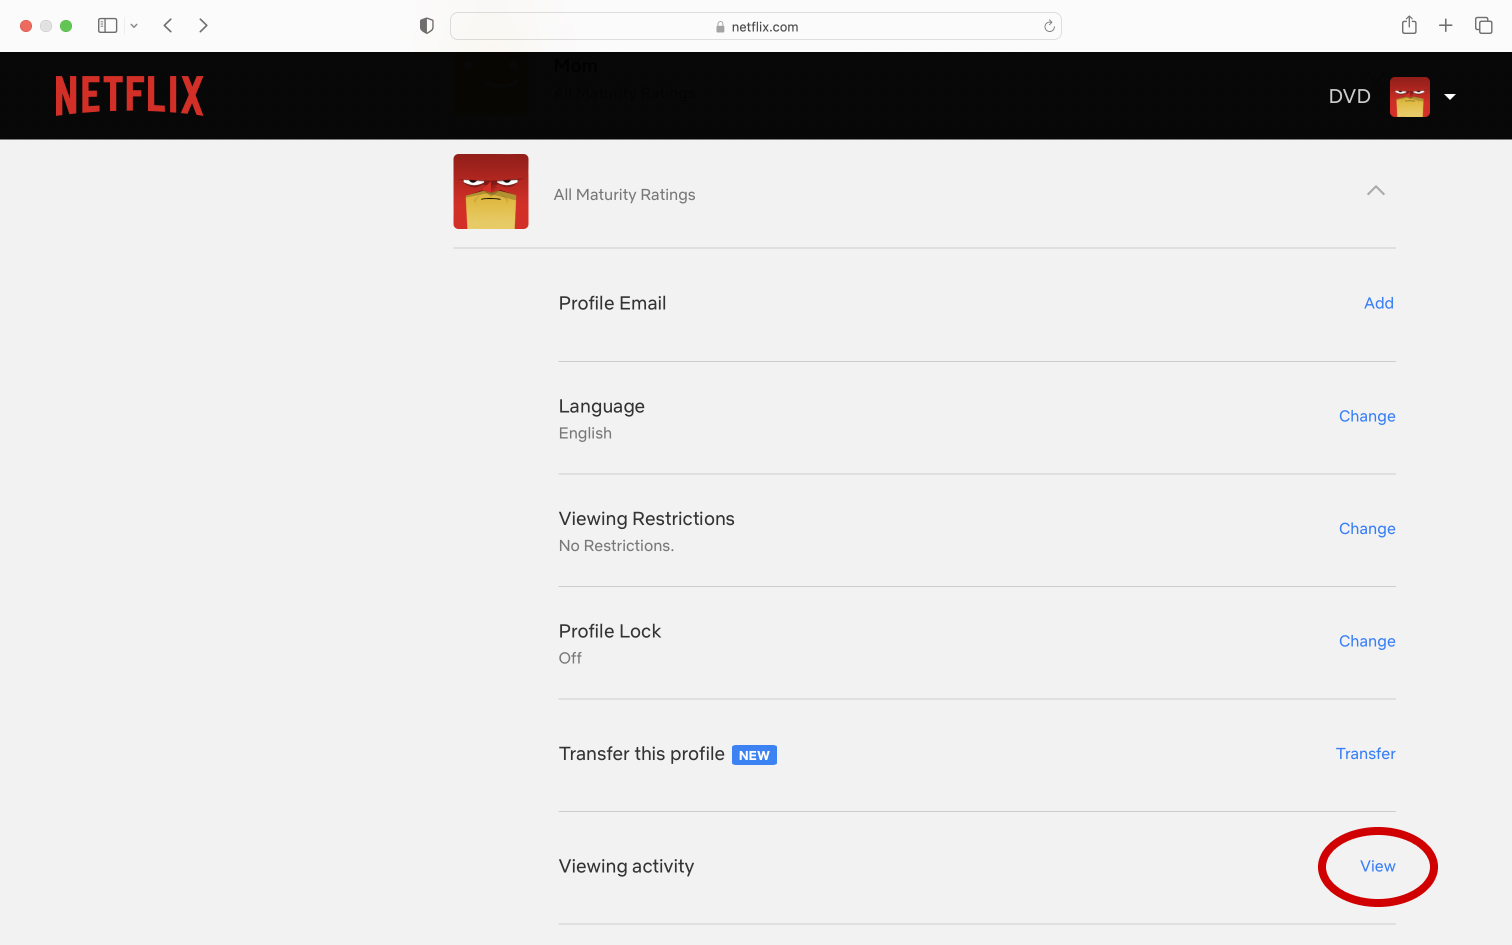 netflix.com
Mom
All Maturity Ratings
NETFLIX
DVD
All Maturity Ratings
Profile Email
Add
Language
English
Change
Viewing Restrictions
No Restrictions.
Change
Profile Lock
Off
Change
Transfer this profile NEW
Transfer
Viewing activity
View